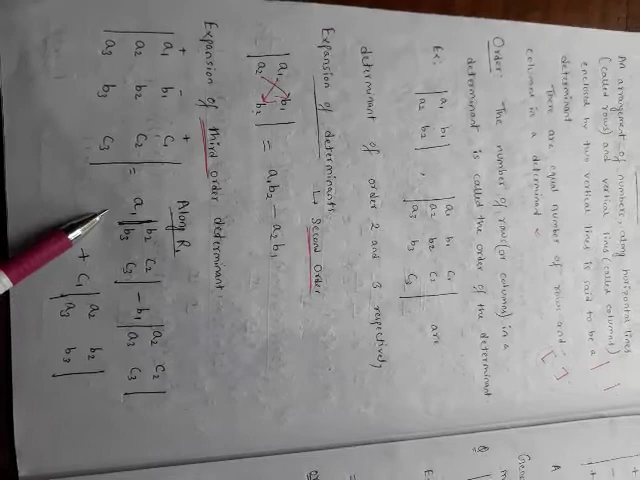 An arrangement of numbers, along horizontal lines
(called rows) and vertical lines (called columns)
enclosed by two vertical lines is said to be a
determinant
There are equal number of rows and
columns in a determinant
Order: The number of rows (or columns) in a
determinant is called the order of the determinant
Ex: | a₁ b₁ | , | a₁ b₁ c₁ |
| a₂ b₂ | | a₂ b₂ c₂ | are
| a₃ b₃ c₃ |
determinant of order 2 and 3 respectively
Expansion of determinants: ↳ Second Order
| a₁ b₁ |
| a₂ b₂ | = a₁b₂ - a₂b₁
Expansion of third order determinant:
Along R₁
+ - +
| a₁ b₁ c₁ |
| a₂ b₂ c₂ | = a₁ | b₂ c₂ | - b₁ | a₂ c₂ |
| a₃ b₃ c₃ | | b₃ c₃ | | a₃ c₃ |
+ c₁ | a₂ b₂ |
| a₃ b₃ |